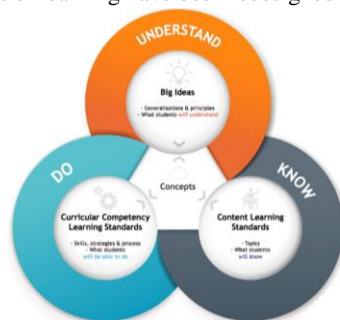 UNDERSTAND
Big Ideas
- Generalizations & principles
- What students will understand
DO
KNOW
Concepts
Curricular Competency
Learning Standards
- Skills, strategies & process
- What students
will be able to do
Content Learning
Standards
- Topics
- What students
will know